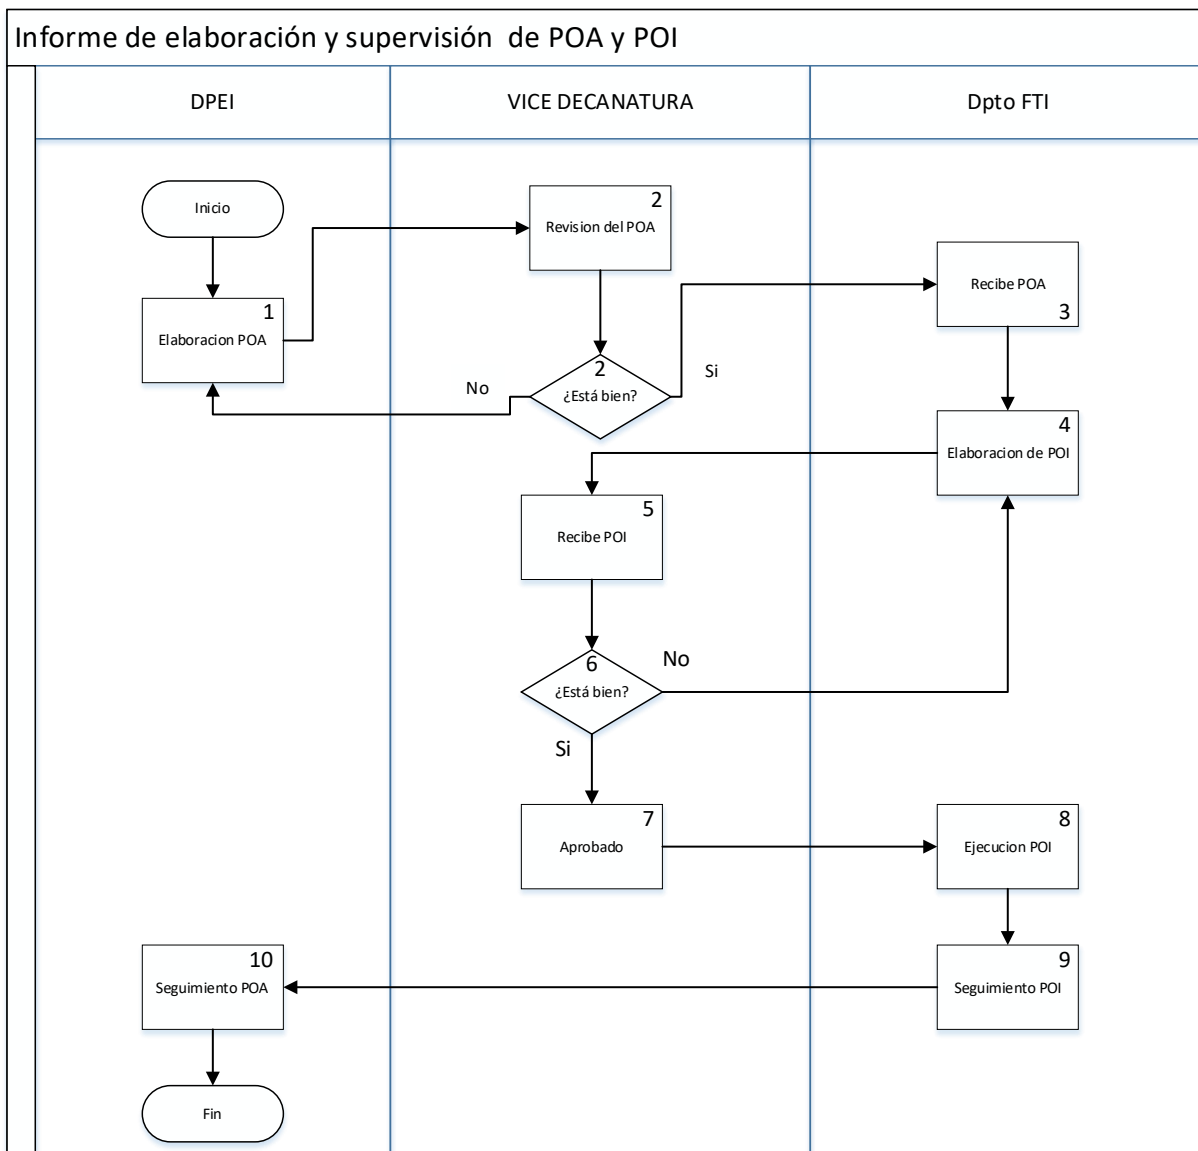 Informe de elaboración y supervisión de POA y POI
DPEI
VICE DECANATURA
Dpto FTI
Inicio
2
Revision del POA
1
Elaboracion POA
Recibe POA
3
2
¿Está bien?
No
Si
4
Elaboracion de POI
5
Recibe POI
6
¿Está bien?
No
Si
7
Aprobado
8
Ejecucion POI
9
Seguimiento POI
10
Seguimiento POA
Fin